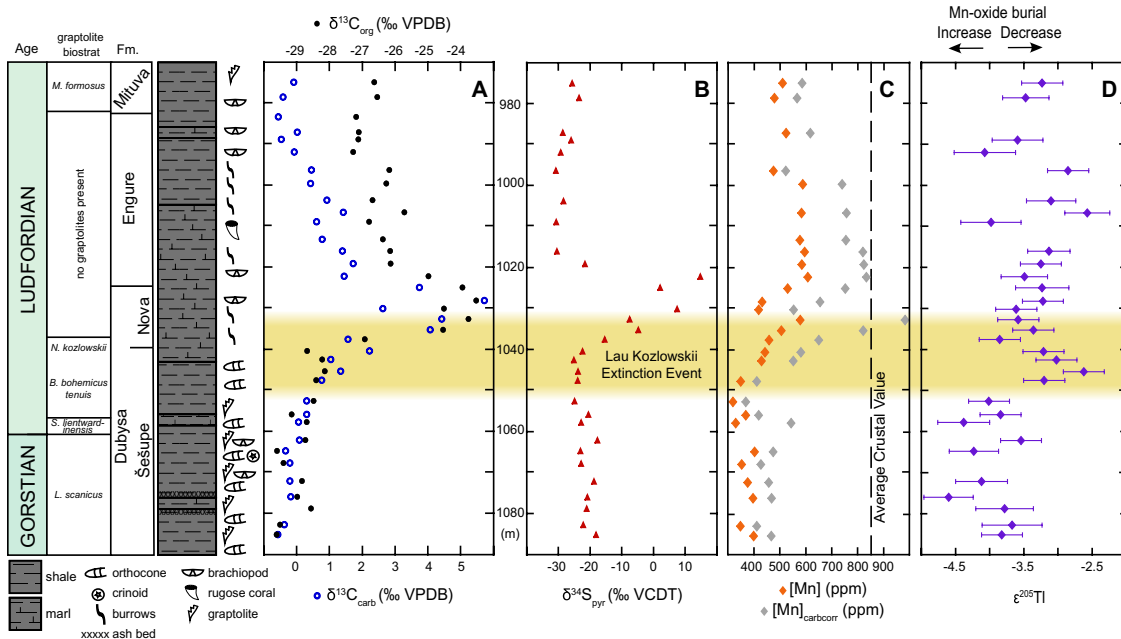 Age
graptolite
biostrat
Fm.
• δ¹³Corg (‰ VPDB)
-29 -28 -27 -26 -25 -24
Mn-oxide burial
Increase Decrease
LUDFORDIAN
GORSTIAN
M. formosus
no graptolites present
N. kozlowskii
B. bohemicus
tenuis
S. ljentward-
inensis
L. scanicus
Mituva
Engure
Nova
Dubysa
Šešupe
A
B
C
D
980
1000
1020
1040
1060
1080
(m)
Lau Kozlowskii
Extinction Event
Average Crustal Value
0 1 2 3 4 5
δ¹³Ccarb (‰ VPDB)
-40 -30 -20 -10 0 10
δ³⁴Spyr (‰ VCDT)
400 500 600 700 800 900
[Mn] (ppm)
[Mn]carbcorr (ppm)
-4.5 -3.5 -2.5
ε²⁰⁵Tl
shale
marl
orthocone
crinoid
burrows
xxxxx ash bed
brachiopod
rugose coral
graptolite